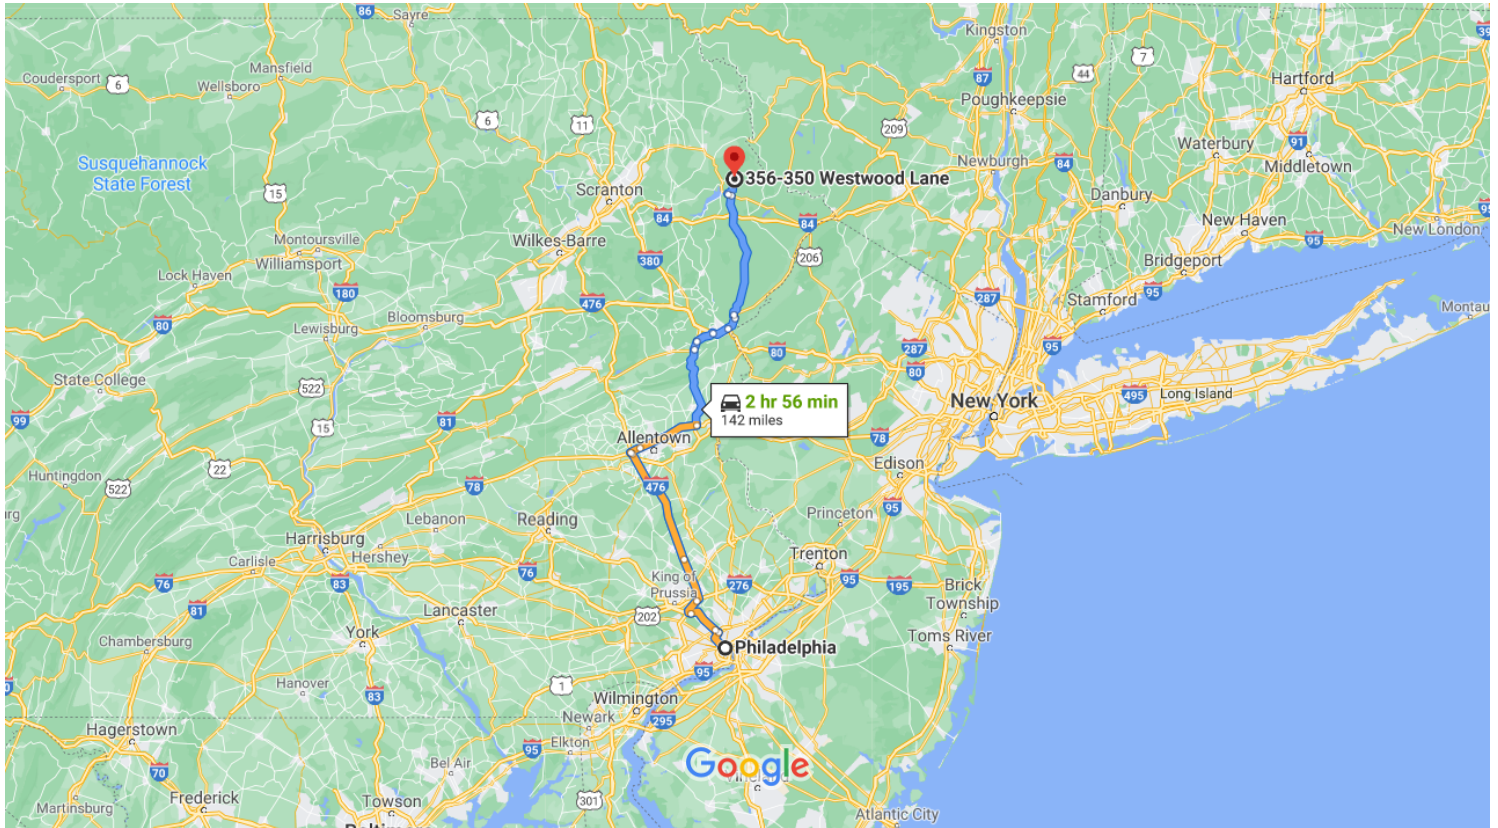 86
Sayre
Kingston
7
39
Coudersport
6
Mansfield
Wellsboro
87
44
Hartford
Poughkeepsie
6
11
209
91
Waterbury
Middletown
Susquehannock
State Forest
Newburgh
84
15
Scranton
356-350 Westwood Lane
Danbury
84
84
New Haven
95
New London
Montoursville
Williamsport
Wilkes-Barre
380
206
95
Bridgeport
Lock Haven
180
476
287
Stamford
95
Montau
80
Lewisburg
Bloomsburg
80
287
95
State College
522
80
Long Island
495
2 hr 56 min
142 miles
New York
99
15
81
Allentown
78
Edison
22
Huntingdon
522
78
476
95
rg
Lebanon
Reading
Princeton
Harrisburg
Hershey
Carlisle
76
76
83
Trenton
95
195
King of
Prussia
276
Brick
Township
81
Lancaster
202
Toms River
York
Chambersburg
Philadelphia
95
0
Hanover
83
1
Wilmington
295
Newark
Hagerstown
95
Elkton
70
Bel Air
Google
Vineland
Martinsburg
Frederick
Towson
301
Atlantic City